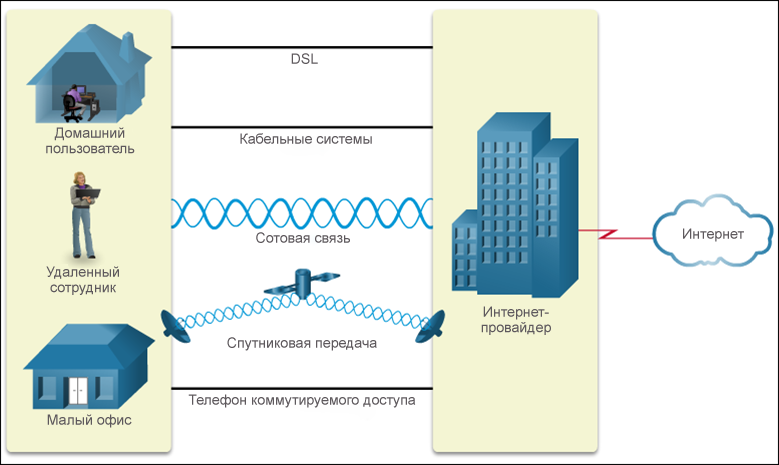 Домашний
пользователь
Удаленный
сотрудник
Малый офис
DSL
Кабельные системы
Сотовая связь
Спутниковая передача
Телефон коммутируемого доступа
Интернет-
провайдер
Интернет